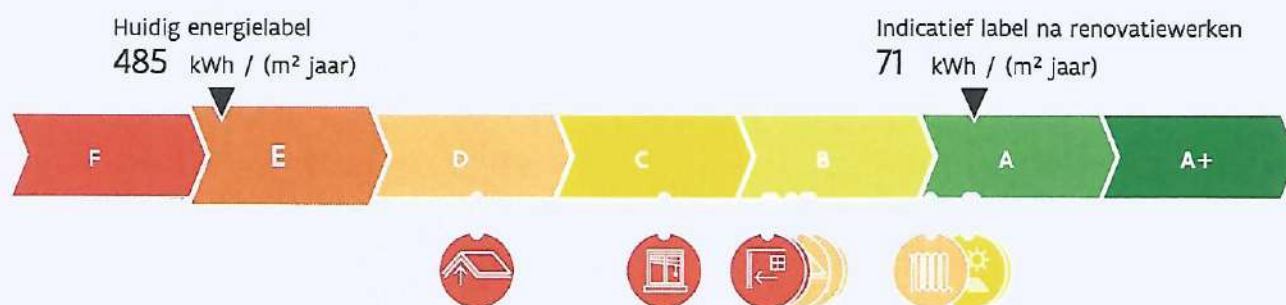 Huidig energielabel
485 kWh / (m² jaar)
Indicatief label na renovatiewerken
71 kWh / (m² jaar)
F E D C B A A+